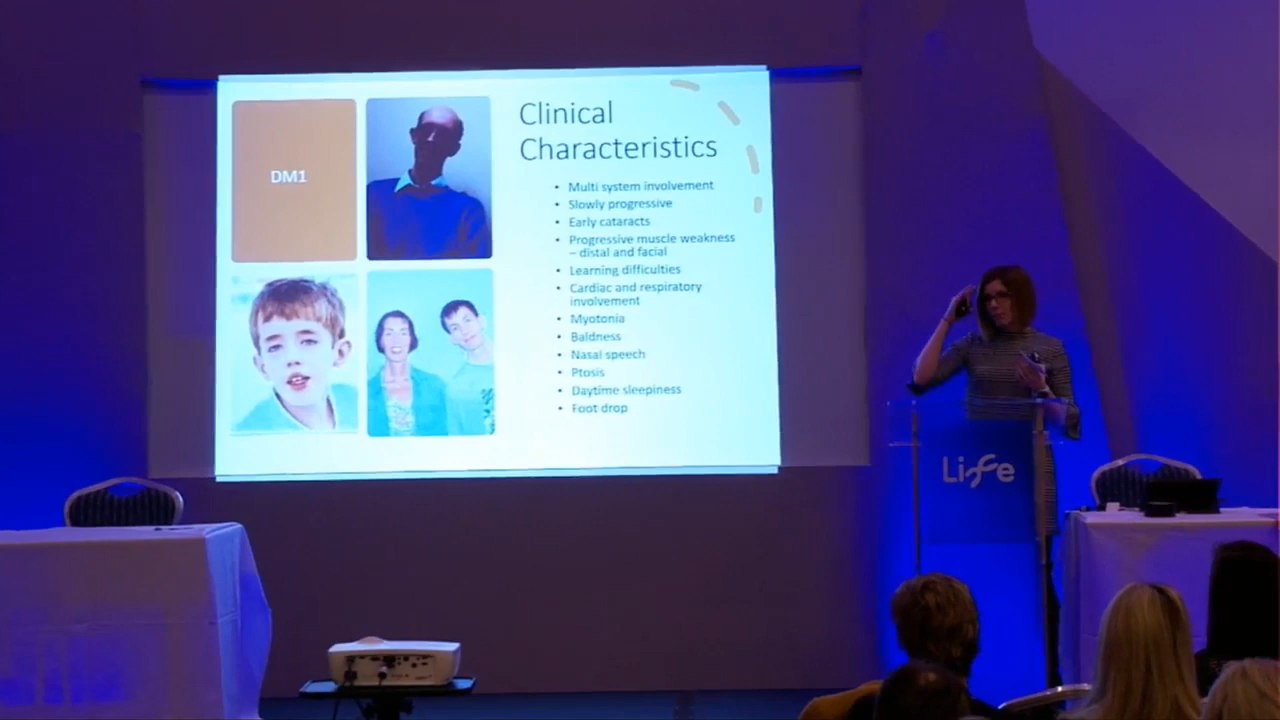 DM1
Clinical
Characteristics
• Multi system involvement
• Slowly progressive
• Early cataracts
• Progressive muscle weakness
– distal and facial
• Learning difficulties
• Cardiac and respiratory
involvement
• Myotonia
• Baldness
• Nasal speech
• Ptosis
• Daytime sleepiness
• Foot drop
Life